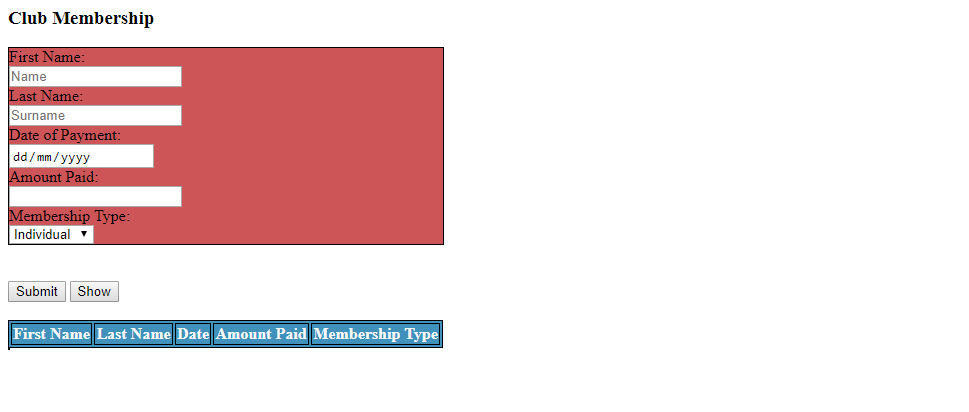 Club Membership
First Name:
Name
Last Name:
Surname
Date of Payment:
dd/mm/yyyy
Amount Paid:
Membership Type:
Individual
Submit Show
First Name Last Name Date Amount Paid Membership Type